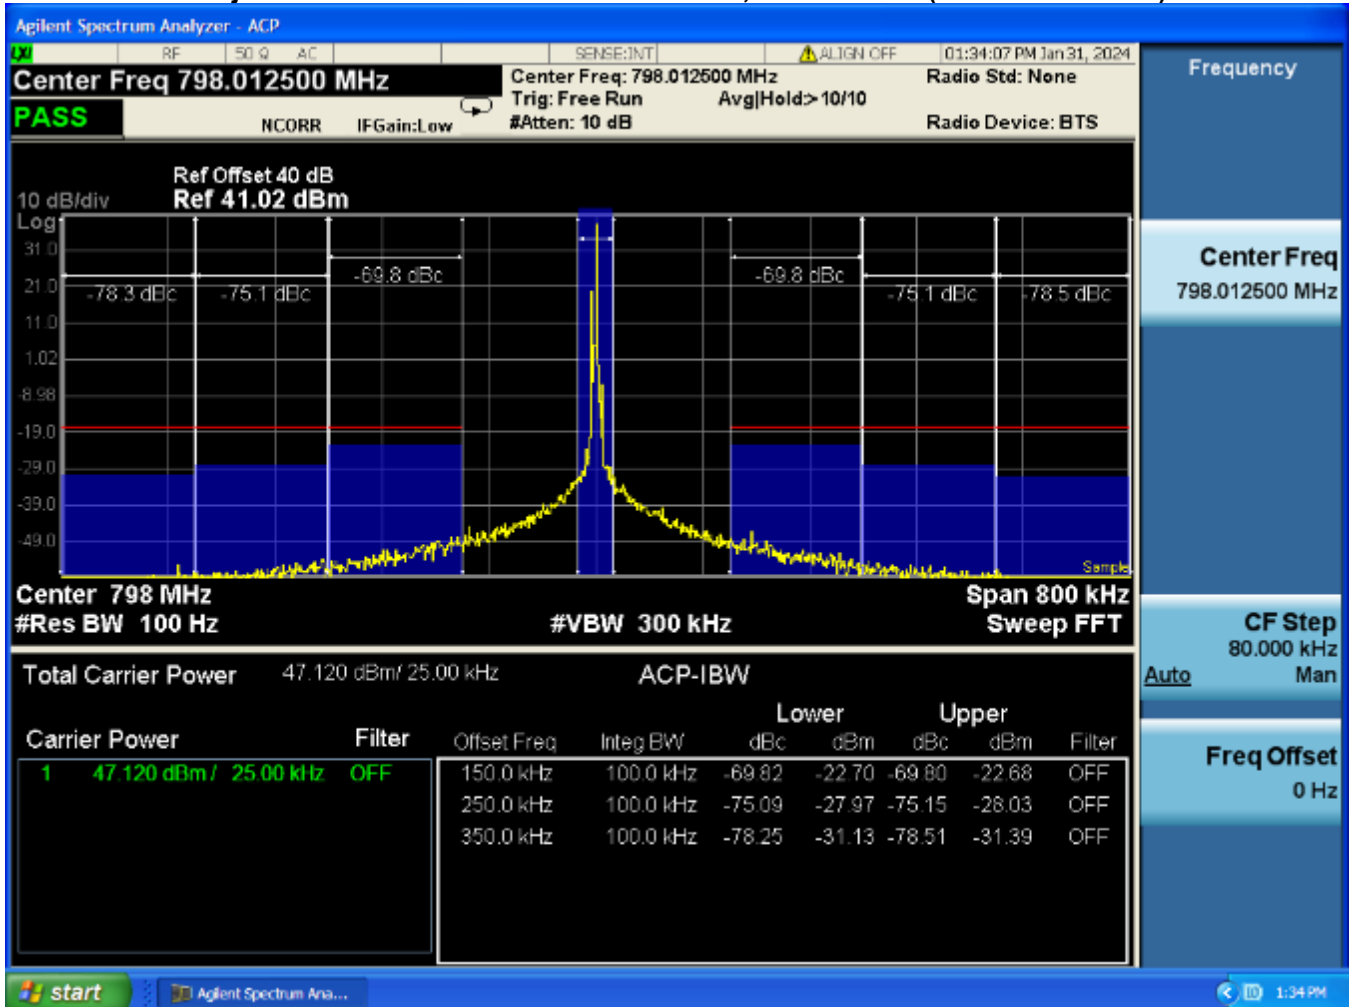 Agilent Spectrum Analyzer - ACP
LXI RF 50 Ω AC SENSE:INT ALIGN OFF 01:34:07 PM Jan 31, 2024
Center Freq 798.012500 MHz
Center Freq: 798.012500 MHz
Radio Std: None
Trig: Free Run Avg|Hold:>10/10
PASS
NCORR IFGain:Low
#Atten: 10 dB
Radio Device: BTS
Ref Offset 40 dB
10 dB/div Ref 41.02 dBm
Log
31.0
21.0
11.0
1.02
-8.98
-19.0
-29.0
-39.0
-49.0
-78.3 dBc -75.1 dBc -69.8 dBc -69.8 dBc -75.1 dBc -78.5 dBc
Sample
Center 798 MHz Span 800 kHz
#Res BW 100 Hz #VBW 300 kHz Sweep FFT
Total Carrier Power 47.120 dBm/ 25.00 kHz ACP-IBW
Lower Upper
Carrier Power Filter Offset Freq Integ BW dBc dBm dBc dBm Filter
1 47.120 dBm / 25.00 kHz OFF 150.0 kHz 100.0 kHz -69.82 -22.70 -69.80 -22.68 OFF
250.0 kHz 100.0 kHz -75.09 -27.97 -75.15 -28.03 OFF
350.0 kHz 100.0 kHz -78.25 -31.13 -78.51 -31.39 OFF
Frequency
Center Freq
798.012500 MHz
CF Step
80.000 kHz
Auto Man
Freq Offset
0 Hz
start Agilent Spectrum Ana... 1:34 PM